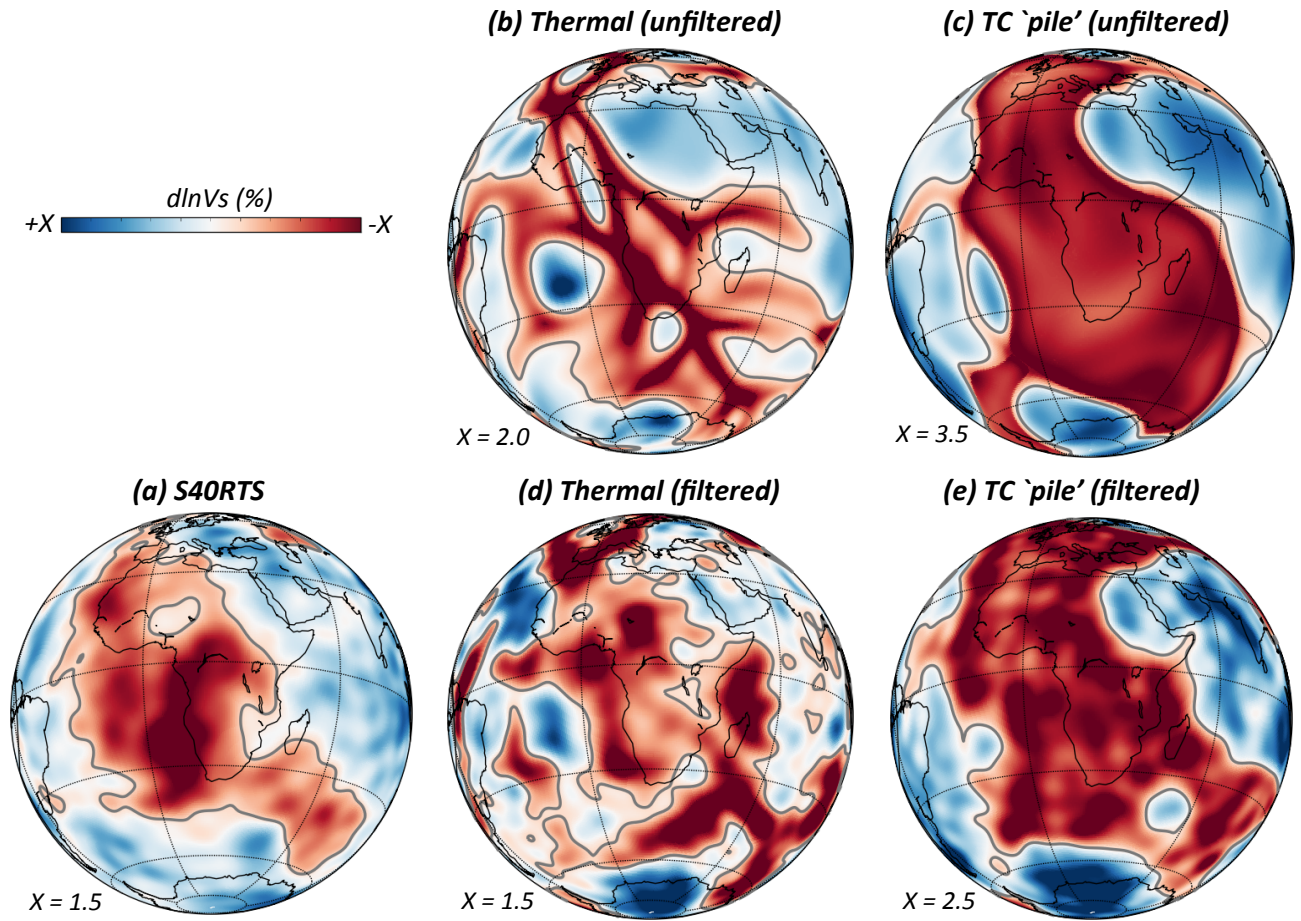 (b) Thermal (unfiltered)
(c) TC `pile' (unfiltered)
dlnVs (%)
+X
-X
X = 2.0
X = 3.5
(a) S40RTS
(d) Thermal (filtered)
(e) TC `pile' (filtered)
X = 1.5
X = 1.5
X = 2.5